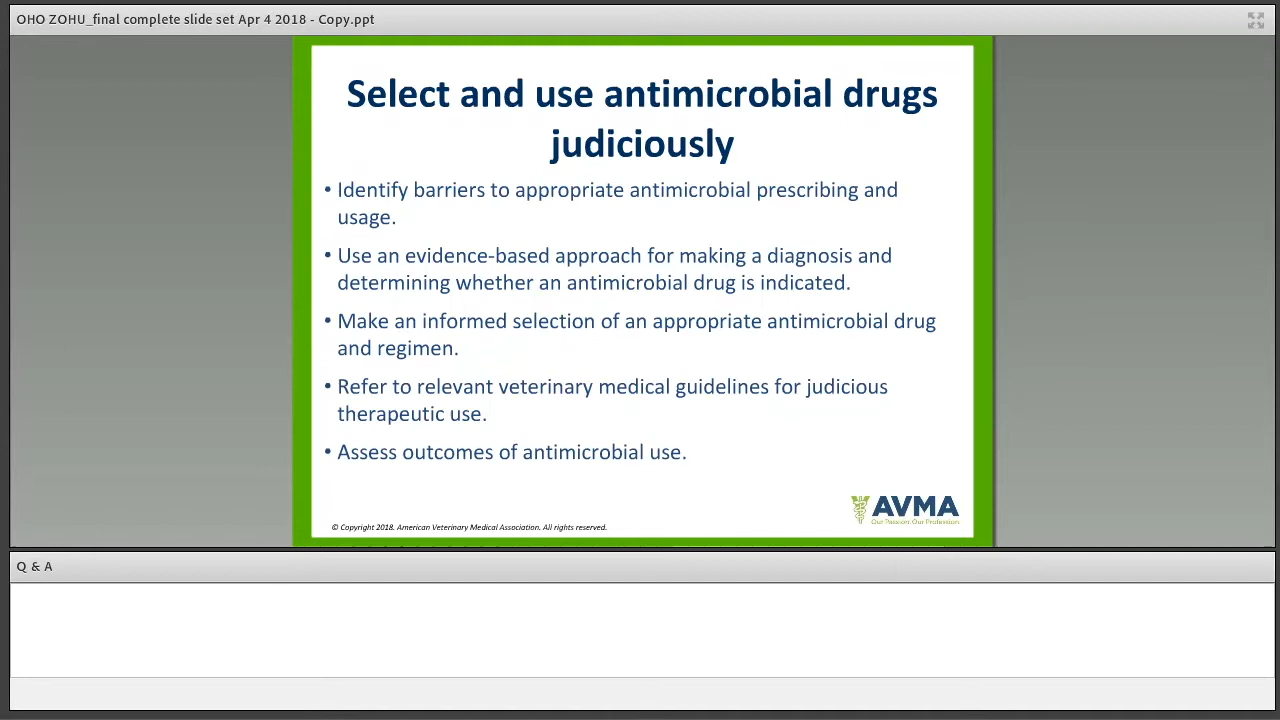 OHO ZOHU_final complete slide set Apr 4 2018 - Copy.ppt
Select and use antimicrobial drugs
judiciously
• Identify barriers to appropriate antimicrobial prescribing and
usage.
• Use an evidence-based approach for making a diagnosis and
determining whether an antimicrobial drug is indicated.
• Make an informed selection of an appropriate antimicrobial drug
and regimen.
• Refer to relevant veterinary medical guidelines for judicious
therapeutic use.
• Assess outcomes of antimicrobial use.
AVMA
Our Passion. Our Profession.
© Copyright 2018. American Veterinary Medical Association. All rights reserved.
Q & A